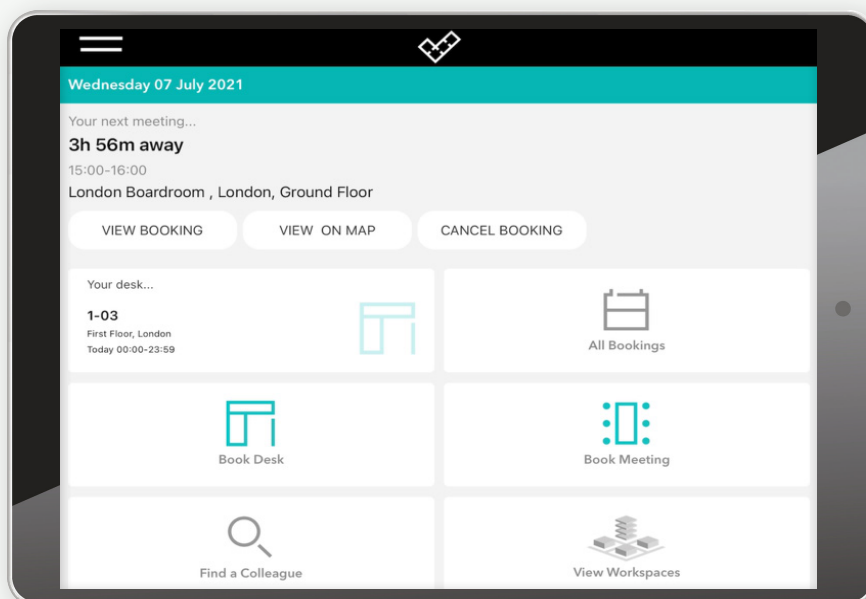 Wednesday 07 July 2021
Your next meeting...
3h 56m away
15:00-16:00
London Boardroom , London, Ground Floor
VIEW BOOKING
VIEW ON MAP
CANCEL BOOKING
Your desk...
1-03
First Floor, London
Today 00:00-23:59
All Bookings
Book Desk
Book Meeting
Find a Colleague
View Workspaces